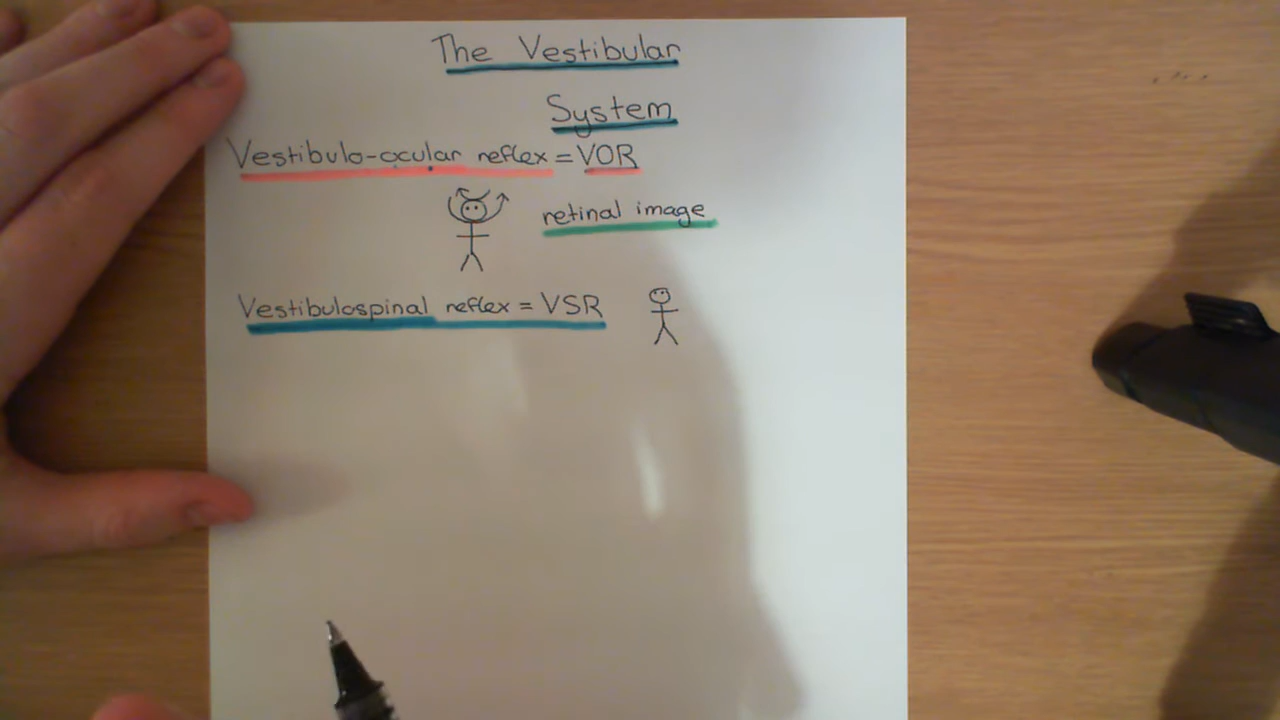 The Vestibular
System
Vestibulo-ocular reflex = VOR
retinal image
Vestibulospinal reflex = VSR